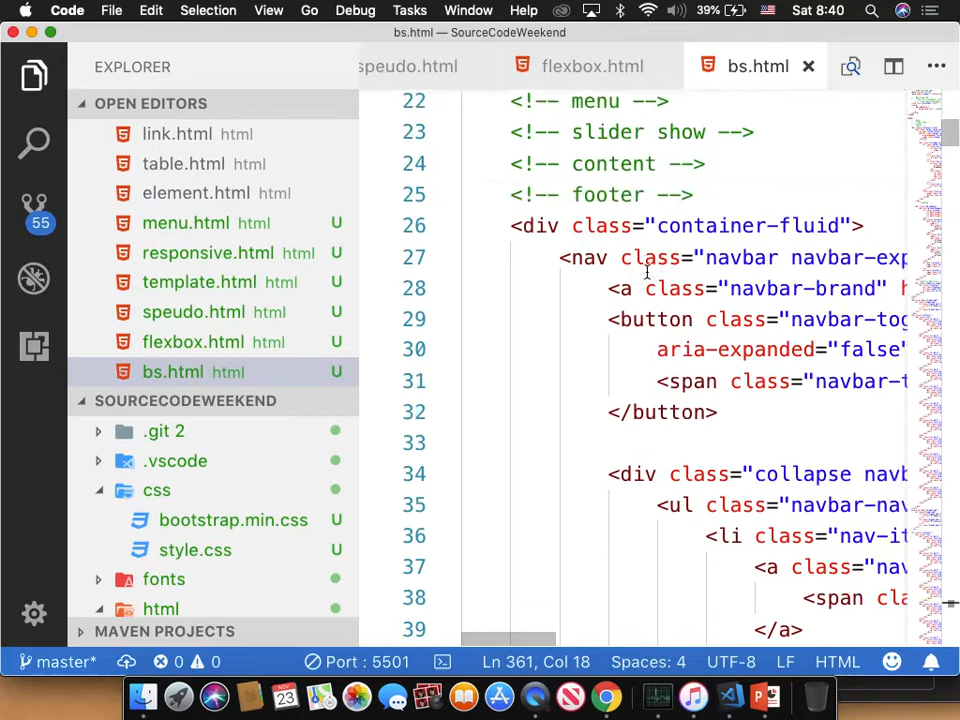 Code File Edit Selection View Go Debug Tasks Window Help 39% Sat 8:40
bs.html — SourceCodeWeekend
EXPLORER
speudo.html flexbox.html bs.html
OPEN EDITORS
link.html html
table.html html
element.html html
menu.html html U
responsive.html html U
template.html html U
speudo.html html U
flexbox.html html U
bs.html html U
SOURCECODEWEEKEND
.git 2
.vscode
css
bootstrap.min.css U
style.css U
fonts
html
MAVEN PROJECTS
55
22 <!-- menu -->
23 <!-- slider show -->
24 <!-- content -->
25 <!-- footer -->
26 <div class="container-fluid">
27 <nav class="navbar navbar-exp
28 <a class="navbar-brand" h
29 <button class="navbar-tog
30 aria-expanded="false"
31 <span class="navbar-t
32 </button>
33
34 <div class="collapse navb
35 <ul class="navbar-nav
36 <li class="nav-it
37 <a class="nav
38 <span cla
39 </a>
master* 0 0 Port : 5501 Ln 361, Col 18 Spaces: 4 UTF-8 LF HTML
NOV
23